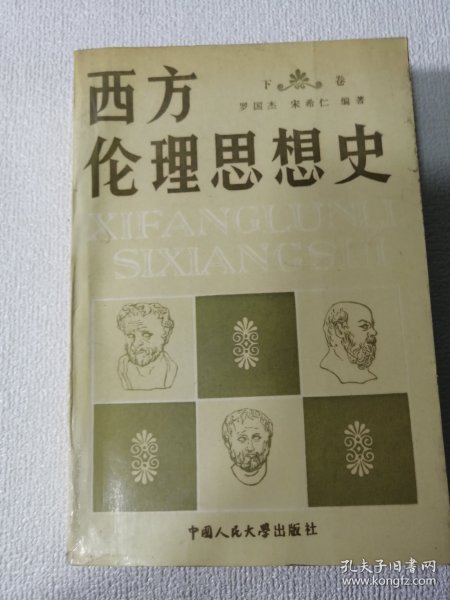 西方
下 卷
罗国杰 宋希仁 编著
伦理思想史
XIFANGLUNLI
SIXIANGSHI
中國人民大學出版社
孔夫子旧书网
www.kongfz.com